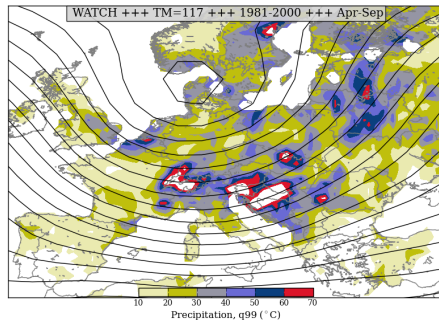 WATCH +++ TM=117 +++ 1981-2000 +++ Apr-Sep
10 20 30 40 50 60 70
Precipitation, q99 (°C)